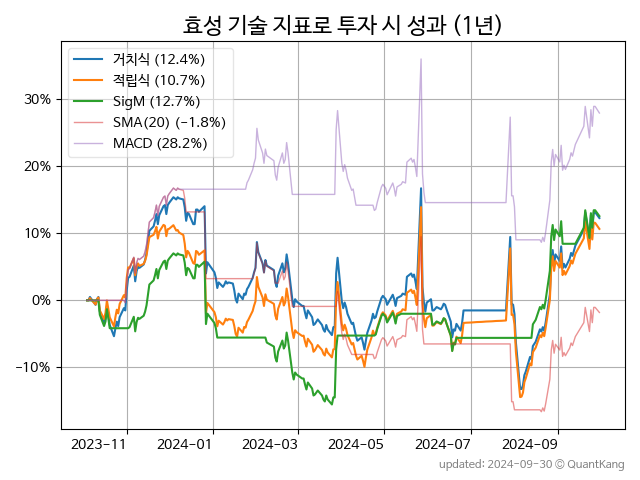 효성 기술 지표로 투자 시 성과 (1년)
거치식 (12.4%)
적립식 (10.7%)
SigM (12.7%)
SMA(20) (−1.8%)
MACD (28.2%)
30%
20%
10%
0%
−10%
2023-11
2024-01
2024-03
2024-05
2024-07
2024-09
updated: 2024-09-30 ⓒ QuantKang